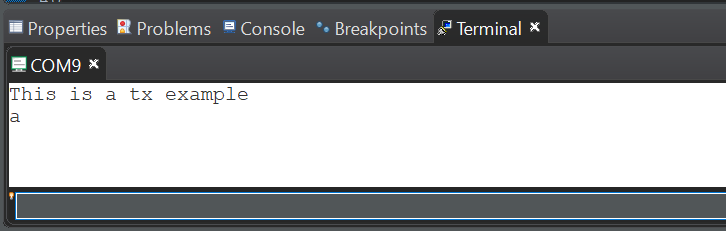 Properties Problems Console Breakpoints Terminal
COM9
This is a tx example
a